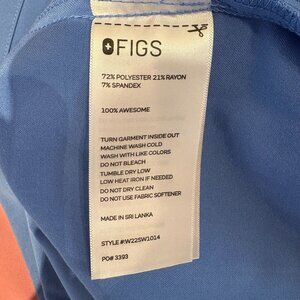 FIGS
72% POLYESTER 21% RAYON
7% SPANDEX
100% AWESOME
TURN GARMENT INSIDE OUT
MACHINE WASH COLD
WASH WITH LIKE COLORS
DO NOT BLEACH
TUMBLE DRY LOW
LOW HEAT IRON IF NEEDED
DO NOT DRY CLEAN
DO NOT USE FABRIC SOFTENER
MADE IN SRI LANKA
STYLE #:W22SW1014
PO# 3393